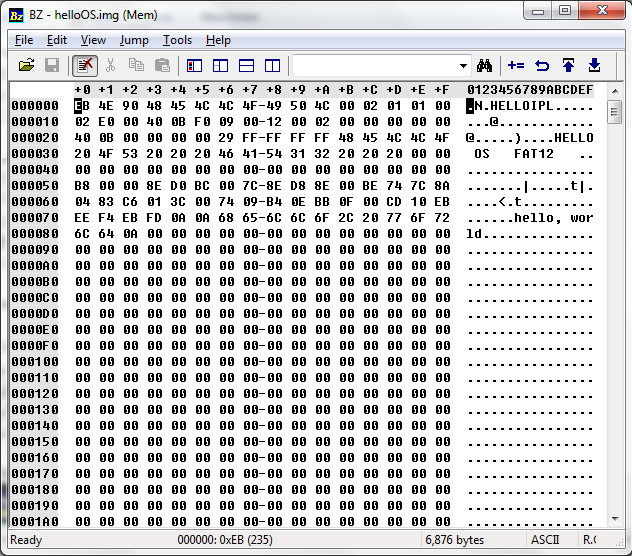 BZ - helloOS.img (Mem)
File Edit View Jump Tools Help
+0 +1 +2 +3 +4 +5 +6 +7 +8 +9 +A +B +C +D +E +F 0123456789ABCDEF
000000 EB 4E 90 48 45 4C 4C 4F-49 50 4C 00 02 01 01 00 .N.HELLOIPL.....
000010 02 E0 00 40 0B F0 09 00-12 00 02 00 00 00 00 00 ...@............
000020 40 0B 00 00 00 00 29 FF-FF FF FF 48 45 4C 4C 4F @.....)....HELLO
000030 20 4F 53 20 20 20 46 41-54 31 32 20 20 20 00 00  OS   FAT12   ..
000040 00 00 00 00 00 00 00 00-00 00 00 00 00 00 00 00 ................
000050 B8 00 00 8E D0 BC 00 7C-8E D8 8E 00 BE 74 7C 8A .......|.....t|.
000060 04 83 C6 01 3C 00 74 09-B4 0E BB 0F 00 CD 10 EB ....<.t.........
000070 EE F4 EB FD 0A 0A 68 65-6C 6C 6F 2C 20 77 6F 72 ......hello, wor
000080 6C 64 0A 00 00 00 00 00-00 00 00 00 00 00 00 00 ld..............
000090 00 00 00 00 00 00 00 00-00 00 00 00 00 00 00 00 ................
0000A0 00 00 00 00 00 00 00 00-00 00 00 00 00 00 00 00 ................
0000B0 00 00 00 00 00 00 00 00-00 00 00 00 00 00 00 00 ................
0000C0 00 00 00 00 00 00 00 00-00 00 00 00 00 00 00 00 ................
0000D0 00 00 00 00 00 00 00 00-00 00 00 00 00 00 00 00 ................
0000E0 00 00 00 00 00 00 00 00-00 00 00 00 00 00 00 00 ................
0000F0 00 00 00 00 00 00 00 00-00 00 00 00 00 00 00 00 ................
000100 00 00 00 00 00 00 00 00-00 00 00 00 00 00 00 00 ................
000110 00 00 00 00 00 00 00 00-00 00 00 00 00 00 00 00 ................
000120 00 00 00 00 00 00 00 00-00 00 00 00 00 00 00 00 ................
000130 00 00 00 00 00 00 00 00-00 00 00 00 00 00 00 00 ................
000140 00 00 00 00 00 00 00 00-00 00 00 00 00 00 00 00 ................
000150 00 00 00 00 00 00 00 00-00 00 00 00 00 00 00 00 ................
000160 00 00 00 00 00 00 00 00-00 00 00 00 00 00 00 00 ................
000170 00 00 00 00 00 00 00 00-00 00 00 00 00 00 00 00 ................
000180 00 00 00 00 00 00 00 00-00 00 00 00 00 00 00 00 ................
000190 00 00 00 00 00 00 00 00-00 00 00 00 00 00 00 00 ................
0001A0 00 00 00 00 00 00 00 00-00 00 00 00 00 00 00 00 ................
Ready 000000: 0xEB (235) 6,876 bytes ASCII R.(